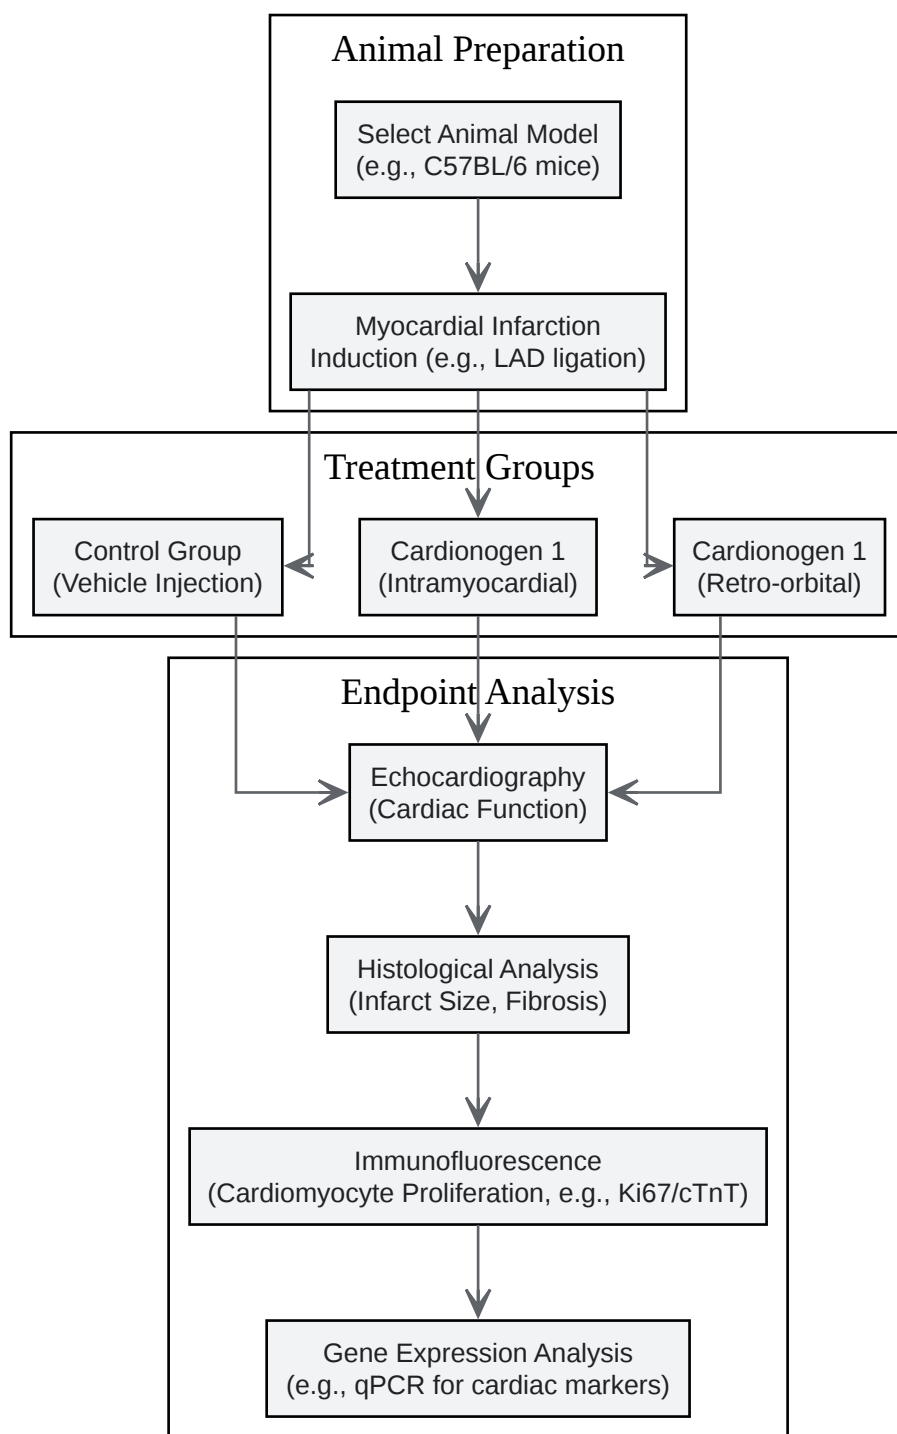 Animal Preparation
Select Animal Model
(e.g., C57BL/6 mice)
Myocardial Infarction
Induction (e.g., LAD ligation)
Treatment Groups
Control Group
(Vehicle Injection)
Cardionogen 1
(Intramyocardial)
Cardionogen 1
(Retro-orbital)
Endpoint Analysis
Echocardiography
(Cardiac Function)
Histological Analysis
(Infarct Size, Fibrosis)
Immunofluorescence
(Cardiomyocyte Proliferation, e.g., Ki67/cTnT)
Gene Expression Analysis
(e.g., qPCR for cardiac markers)